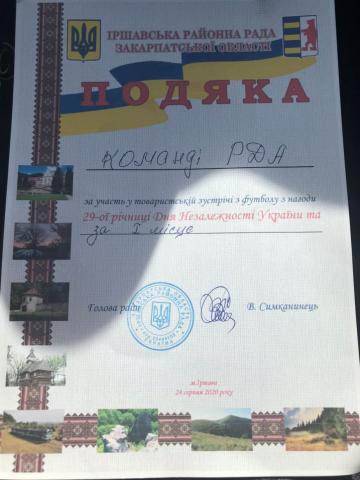 ІРШАВСЬКА РАЙОННА РАДА
ЗАКАРПАТСЬКОЇ ОБЛАСТІ
ПОДЯКА
Команді РДА
за участь у товариській зустрічі з футболу з нагоди
29-ої річниці Дня Незалежності України та
за I місце
Голова ради
В. Симканинець
м.Іршава
24 серпня 2020 року